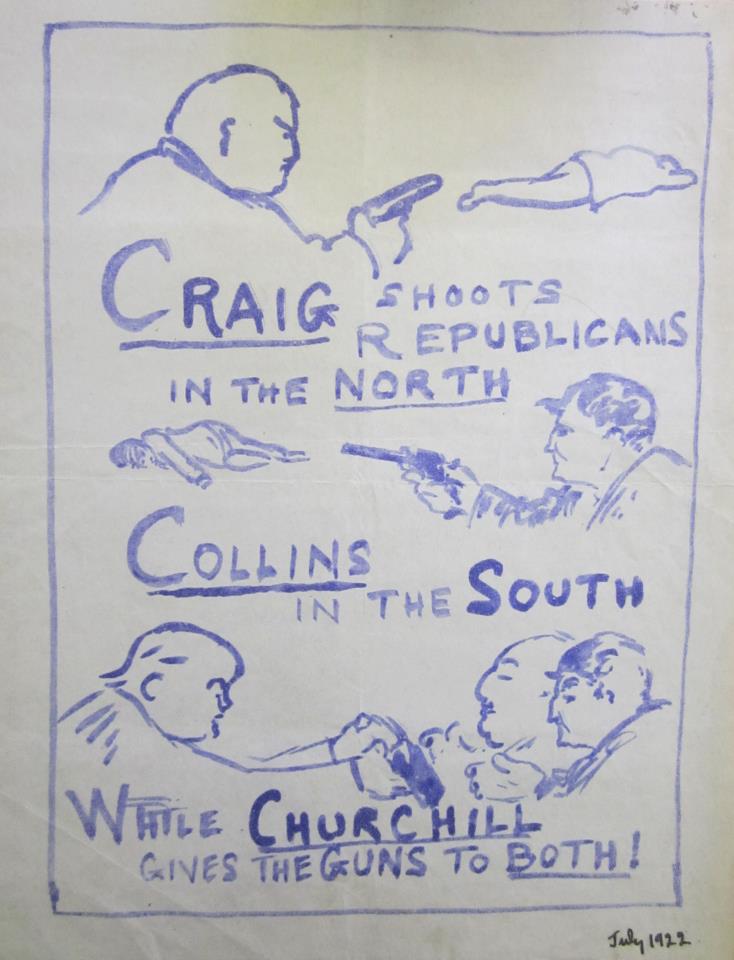 CRAIG SHOOTS
REPUBLICANS
IN THE NORTH
COLLINS
IN THE SOUTH
WHILE CHURCHILL
GIVES THE GUNS TO BOTH!
July 1922